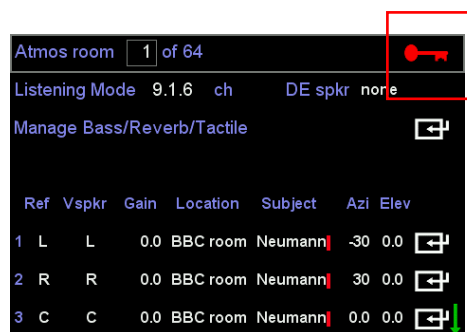 Atmos room 1 of 64
Listening Mode 9.1.6 ch DE spkr none
Manage Bass/Reverb/Tactile
Ref Vspkr Gain Location Subject Azi Elev
1 L L 0.0 BBC room Neumann -30 0.0
2 R R 0.0 BBC room Neumann 30 0.0
3 C C 0.0 BBC room Neumann 0.0 0.0